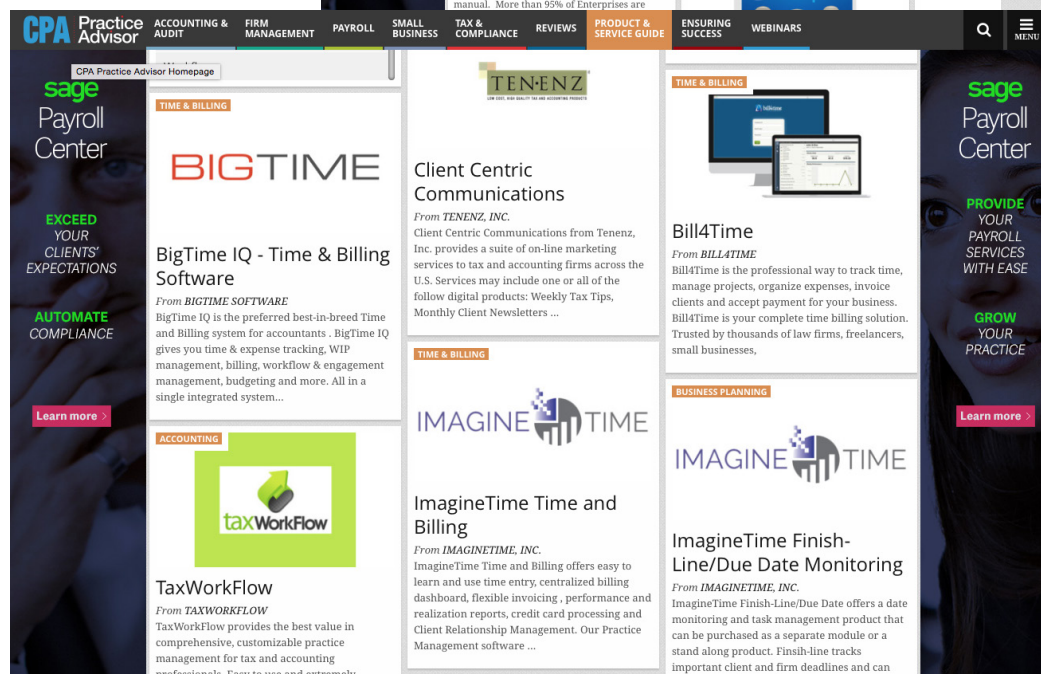 manual. More than 95% of Enterprises are
CPA Practice Advisor
ACCOUNTING & AUDIT
FIRM MANAGEMENT
PAYROLL
SMALL BUSINESS
TAX & COMPLIANCE
REVIEWS
PRODUCT & SERVICE GUIDE
ENSURING SUCCESS
WEBINARS
MENU
CPA Practice Advisor Homepage
sage
Payroll
Center
EXCEED
YOUR
CLIENTS'
EXPECTATIONS
AUTOMATE
COMPLIANCE
Learn more >
TIME & BILLING
BIGTIME
BigTime IQ - Time & Billing
Software
From BIGTIME SOFTWARE
BigTime IQ is the preferred best-in-breed Time
and Billing system for accountants . BigTime IQ
gives you time & expense tracking, WIP
management, billing, workflow & engagement
management, budgeting and more. All in a
single integrated system...
ACCOUNTING
taxWorkFlow
TaxWorkFlow
From TAXWORKFLOW
TaxWorkFlow provides the best value in
comprehensive, customizable practice
management for tax and accounting
professionals. Easy to use and extremely
TENENZ
LOW COST, HIGH QUALITY TAX AND ACCOUNTING PRODUCTS
Client Centric
Communications
From TENENZ, INC.
Client Centric Communications from Tenenz,
Inc. provides a suite of on-line marketing
services to tax and accounting firms across the
U.S. Services may include one or all of the
follow digital products: Weekly Tax Tips,
Monthly Client Newsletters ...
TIME & BILLING
IMAGINE TIME
ImagineTime Time and
Billing
From IMAGINETIME, INC.
ImagineTime Time and Billing offers easy to
learn and use time entry, centralized billing
dashboard, flexible invoicing , performance and
realization reports, credit card processing and
Client Relationship Management. Our Practice
Management software ...
TIME & BILLING
Bill4Time
From BILL4TIME
Bill4Time is the professional way to track time,
manage projects, organize expenses, invoice
clients and accept payment for your business.
Bill4Time is your complete time billing solution.
Trusted by thousands of law firms, freelancers,
small businesses,
BUSINESS PLANNING
IMAGINE TIME
ImagineTime Finish-
Line/Due Date Monitoring
From IMAGINETIME, INC.
ImagineTime Finish-Line/Due Date offers a date
monitoring and task management product that
can be purchased as a separate module or a
stand along product. Finsih-line tracks
important client and firm deadlines and can
sage
Payroll
Center
PROVIDE
YOUR
PAYROLL
SERVICES
WITH EASE
GROW
YOUR
PRACTICE
Learn more >